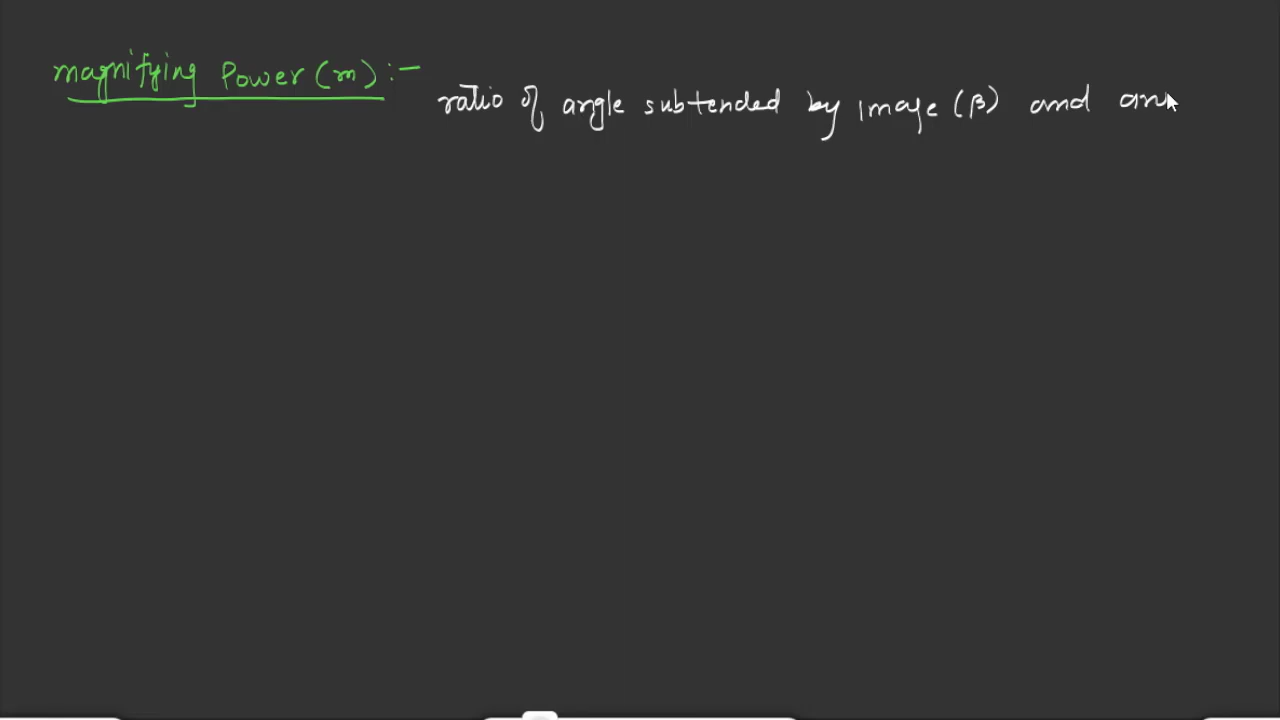 magnifying Power (m) :-
ratio of angle subtended by image (β) and